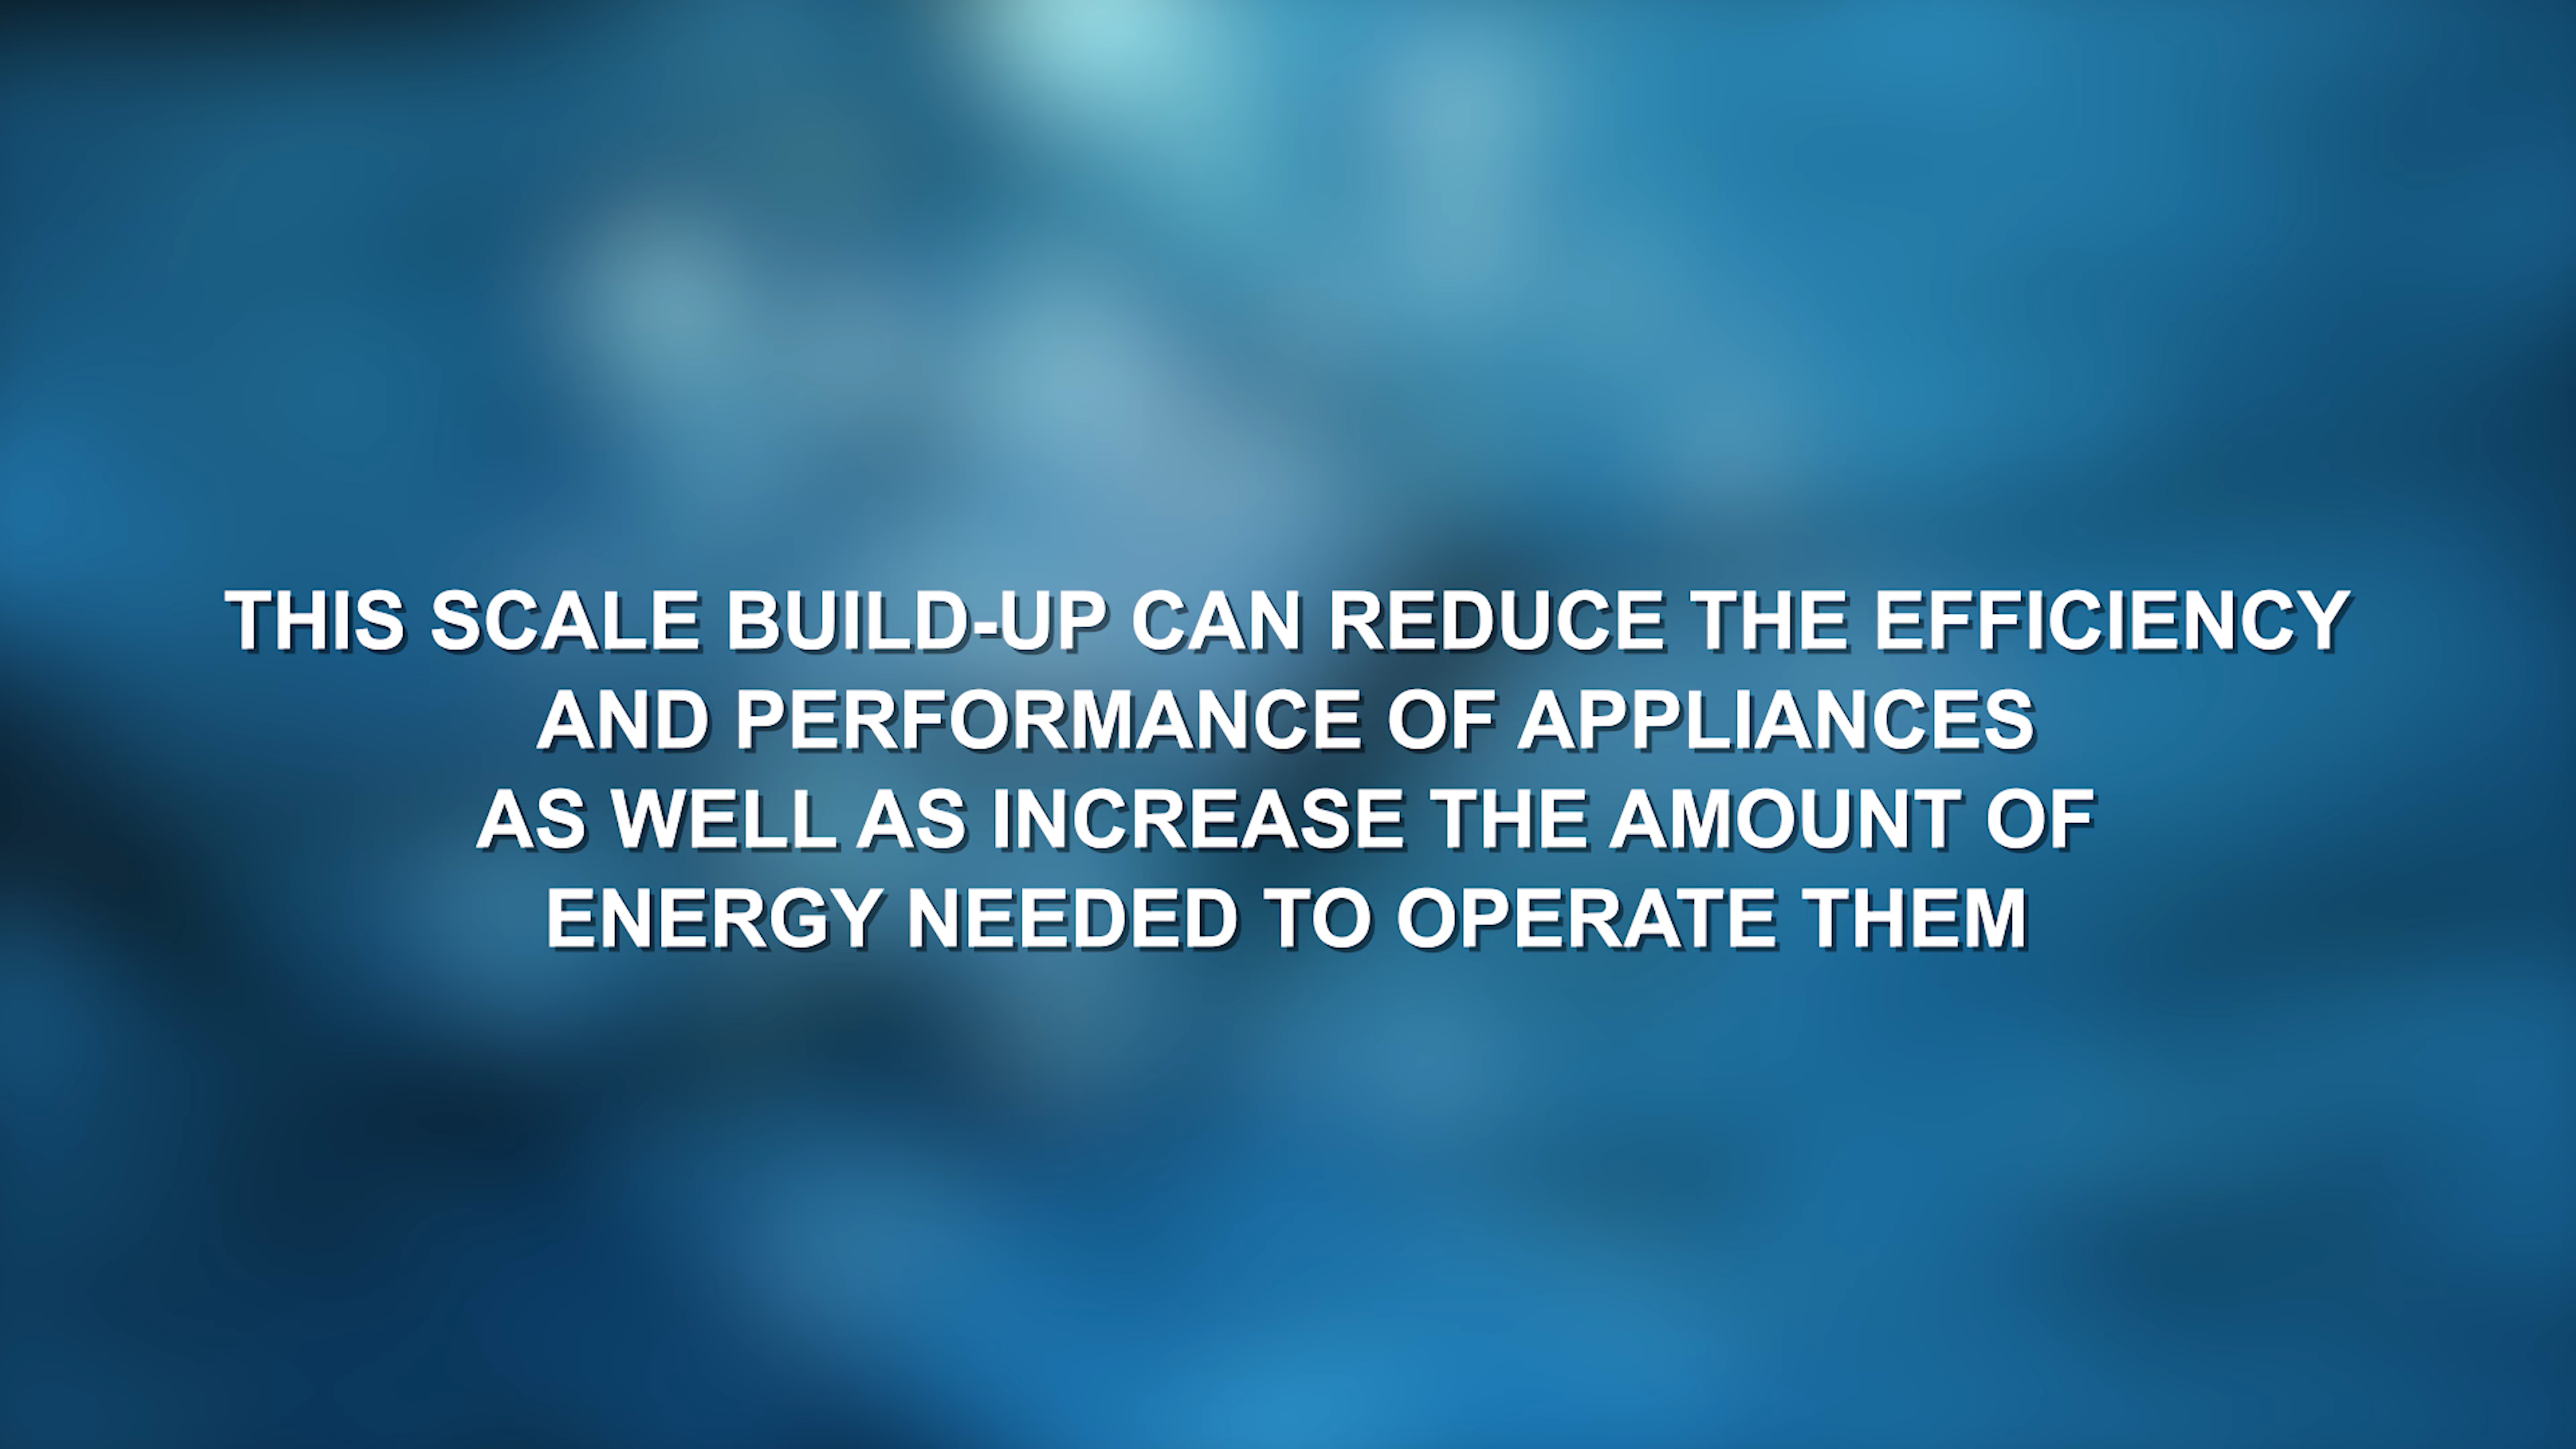 THIS SCALE BUILD-UP CAN REDUCE THE EFFICIENCY
AND PERFORMANCE OF APPLIANCES
AS WELL AS INCREASE THE AMOUNT OF
ENERGY NEEDED TO OPERATE THEM